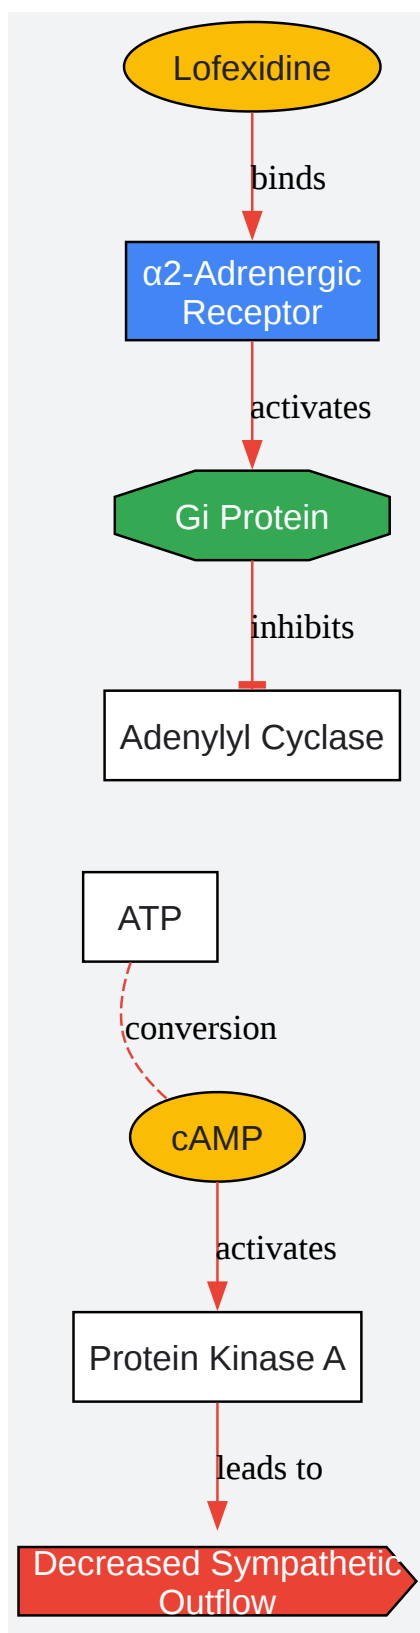 Lofexidine
binds
α2-Adrenergic
Receptor
activates
Gi Protein
inhibits
Adenylyl Cyclase
ATP
conversion
cAMP
activates
Protein Kinase A
leads to
Decreased Sympathetic
Outflow